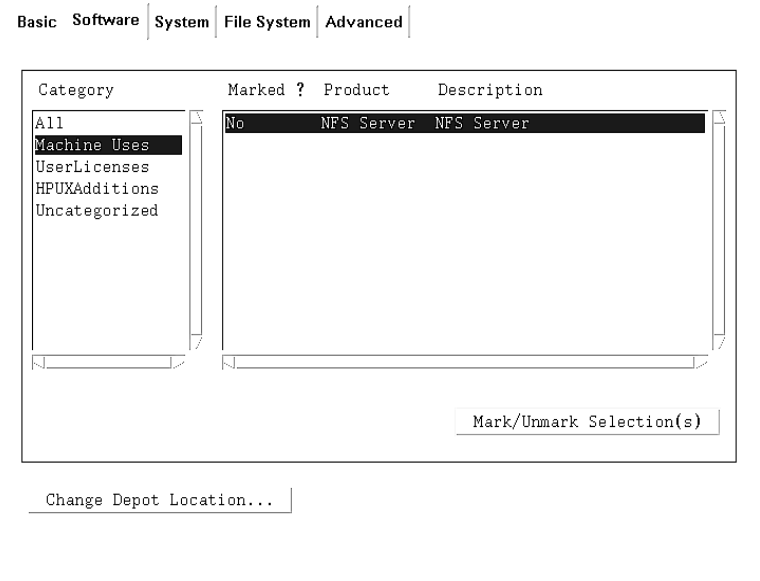 Basic Software System File System Advanced
Category Marked ? Product Description
All No NFS Server NFS Server
Machine Uses
UserLicenses
HPUXAdditions
Uncategorized
Mark/Unmark Selection(s)
Change Depot Location...